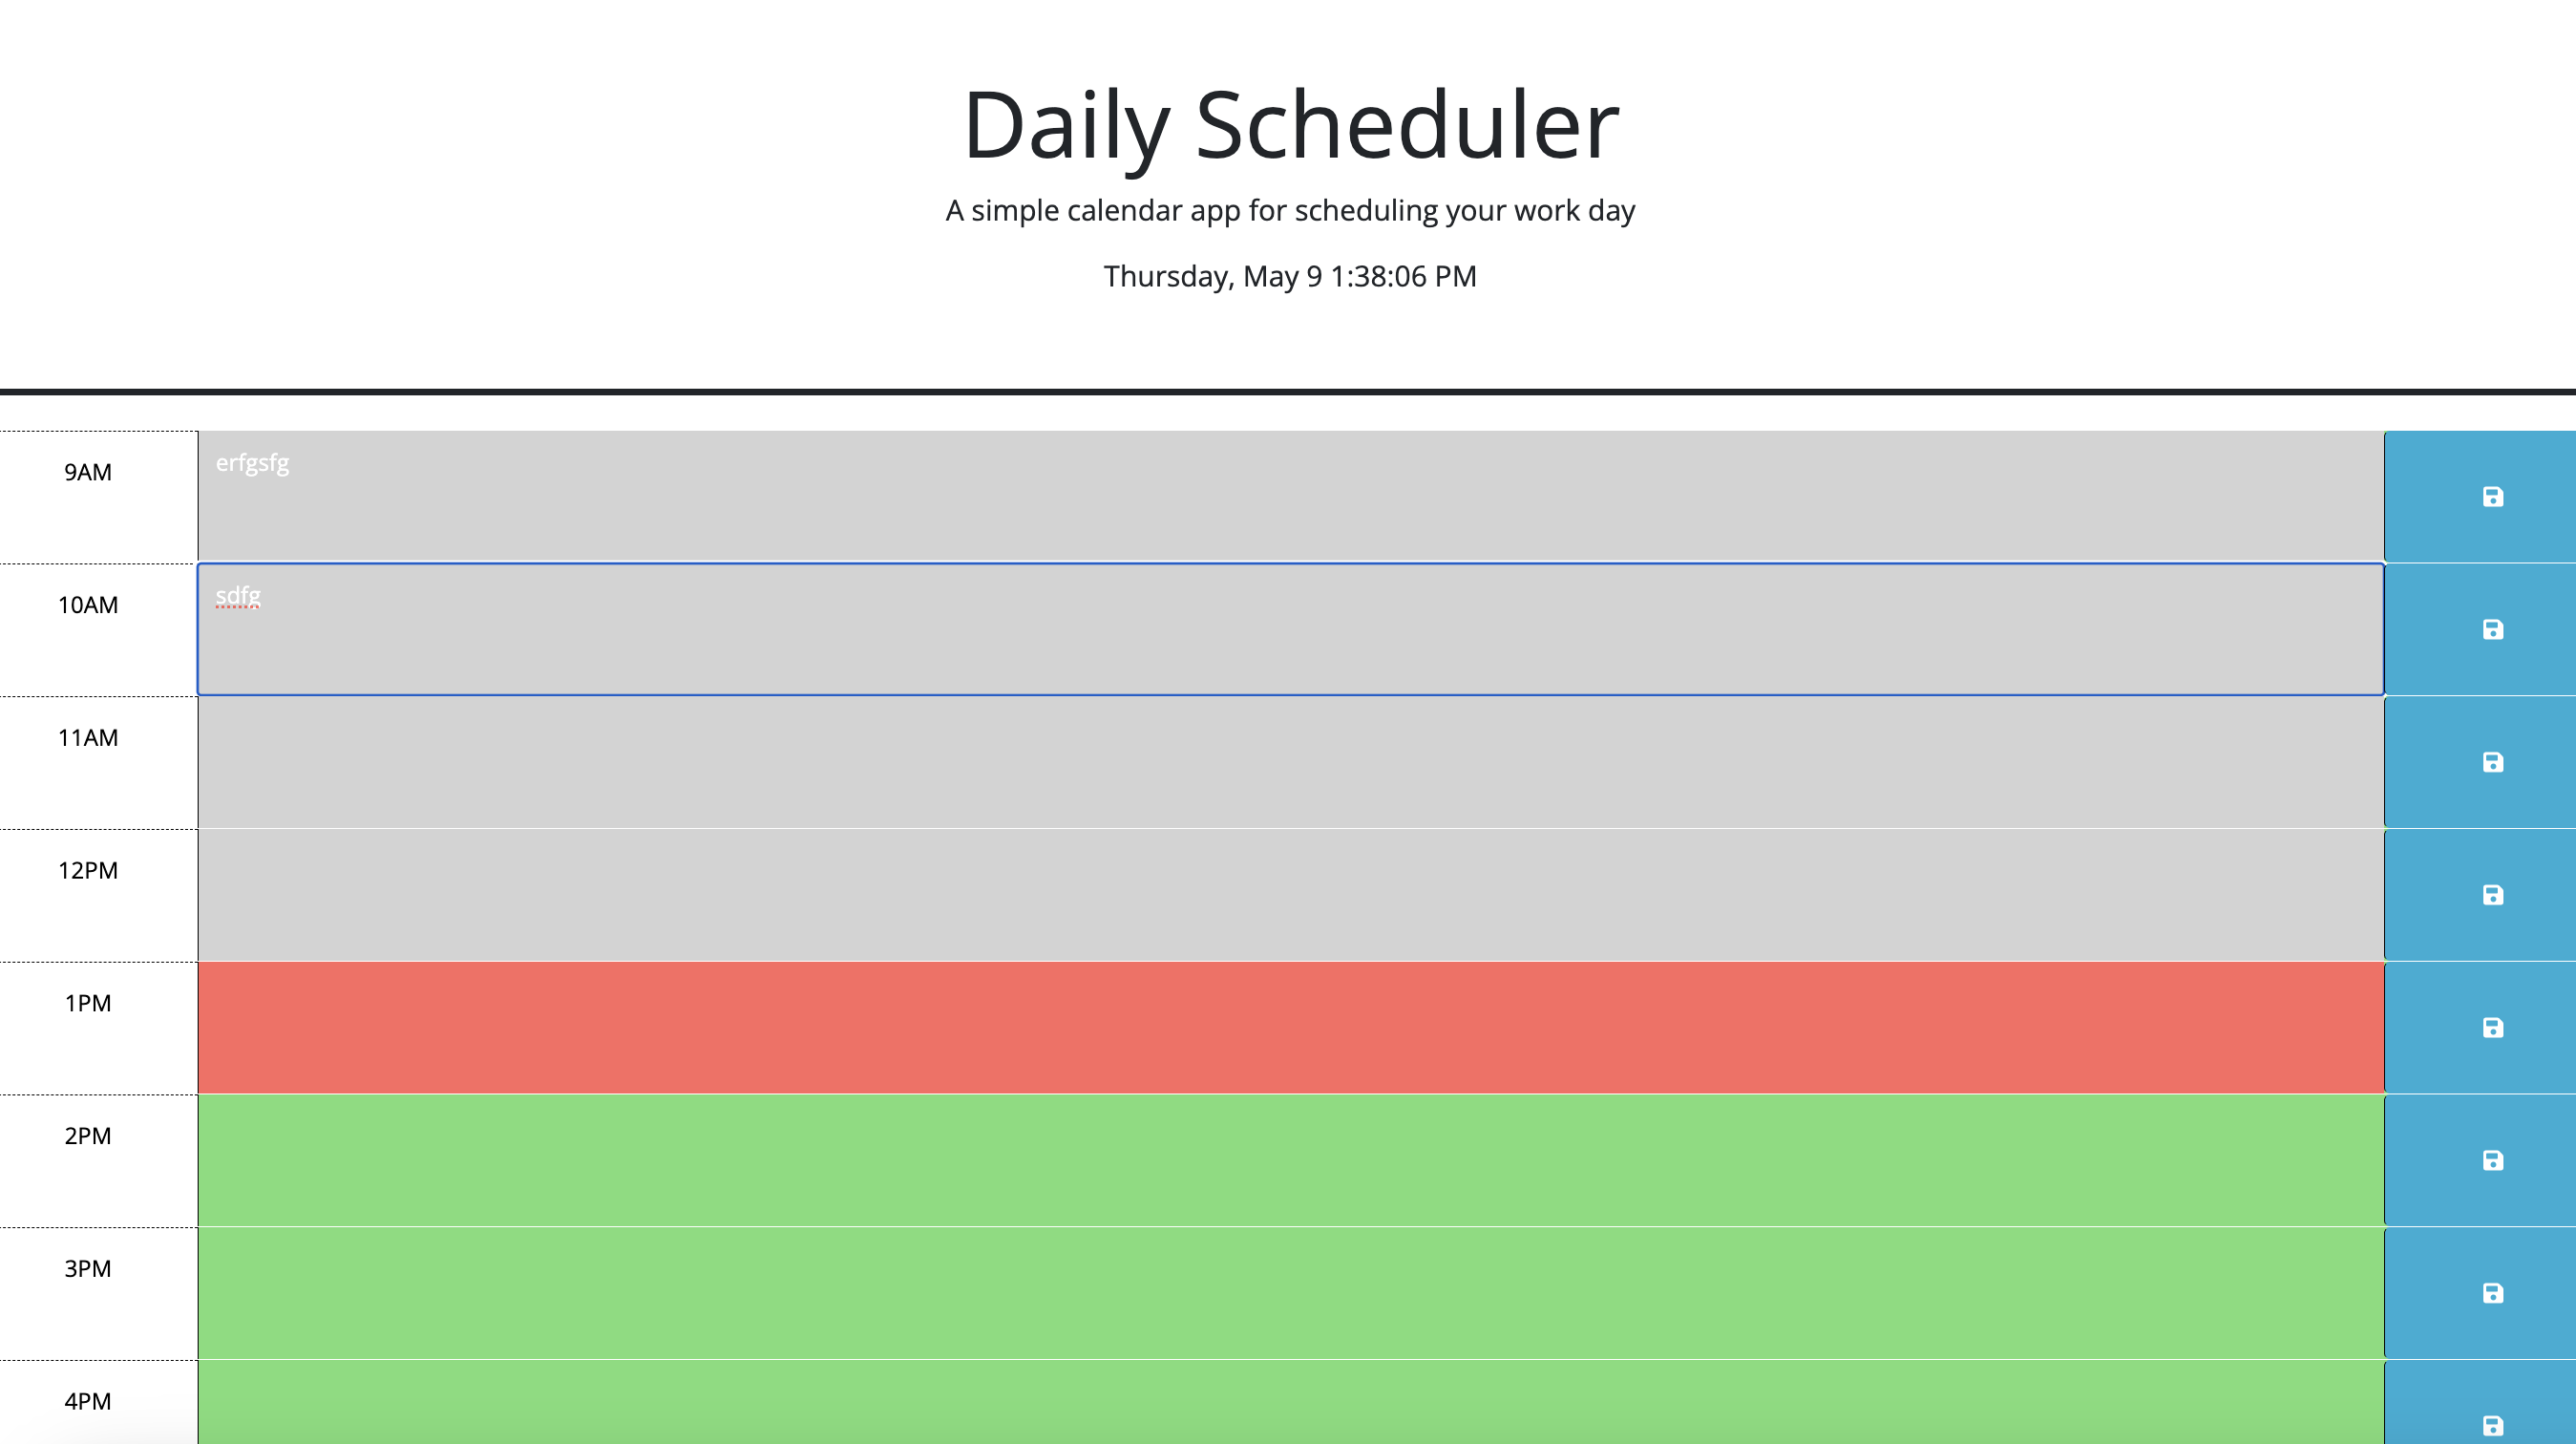 Daily Scheduler
A simple calendar app for scheduling your work day
Thursday, May 9 1:38:06 PM
9AM
erfgsfg
10AM
sdfg
11AM
12PM
1PM
2PM
3PM
4PM